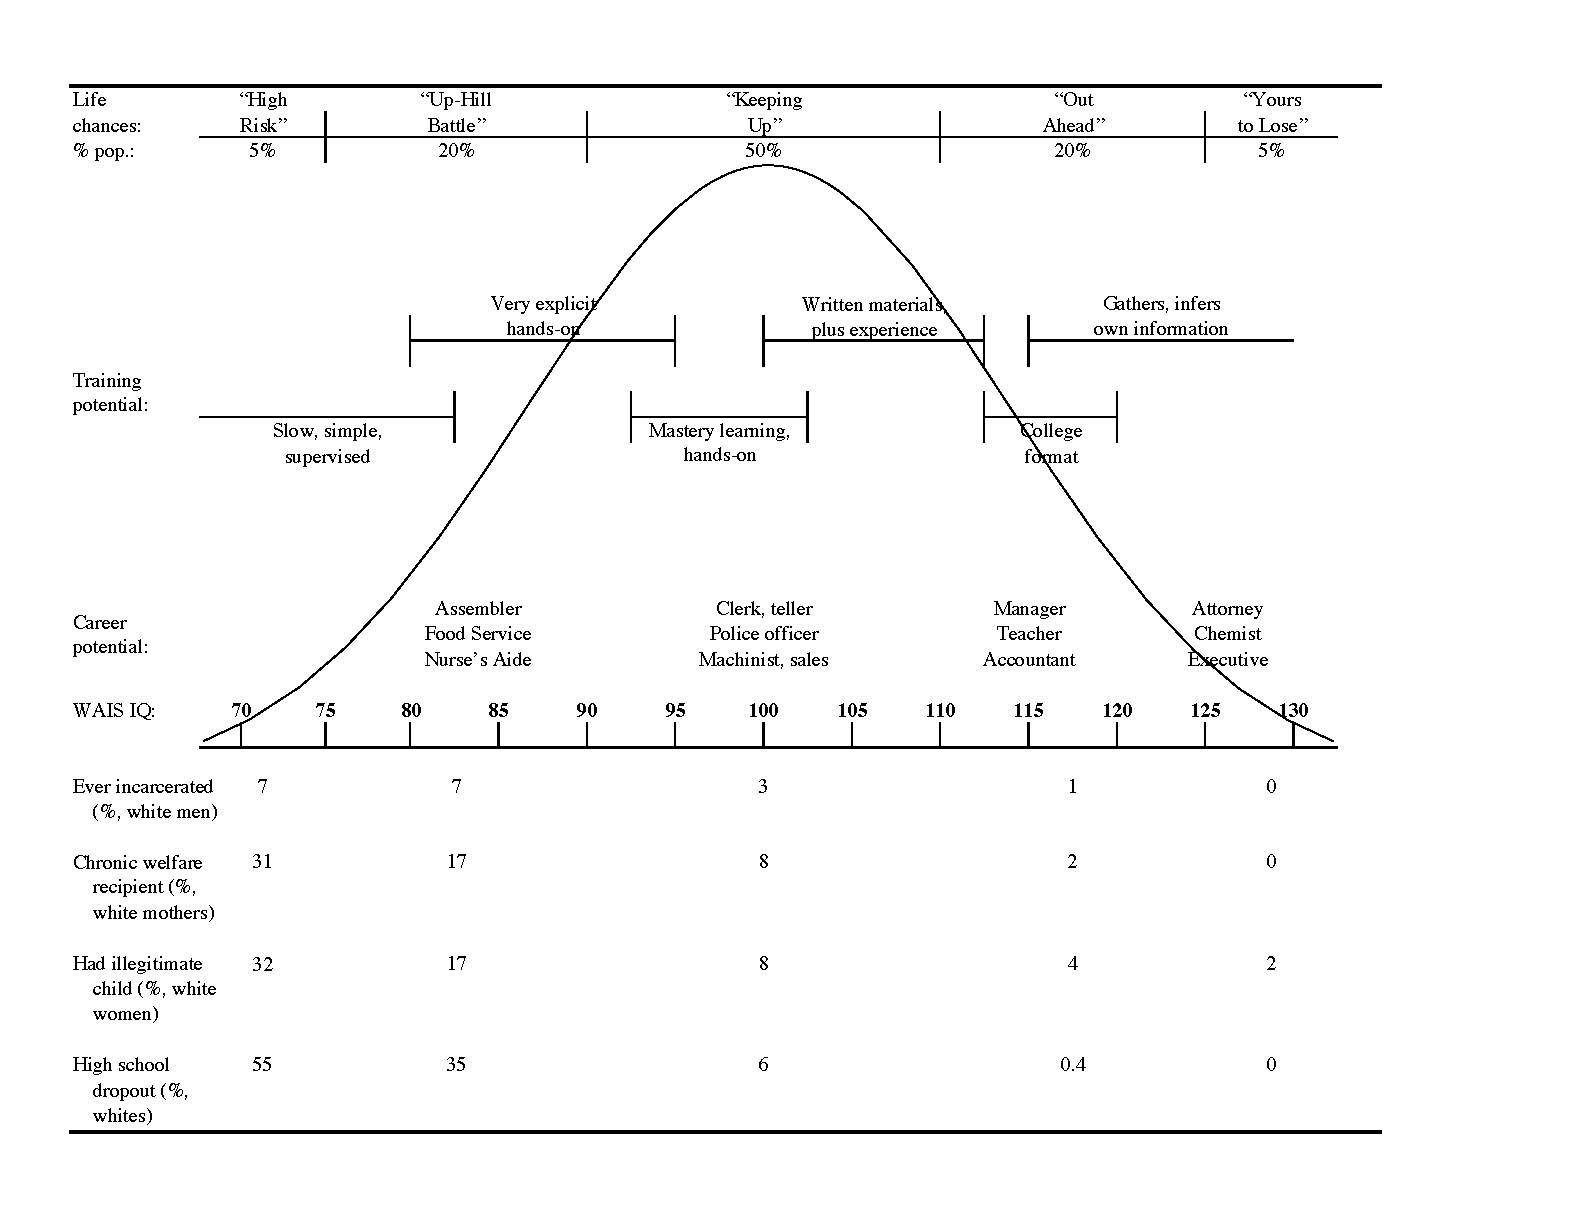 Life “High “Up-Hill “Keeping “Out “Yours
chances: Risk” Battle” Up” Ahead” to Lose”
% pop.: 5% 20% 50% 20% 5%
Very explicit Written materials, Gathers, infers
hands-on plus experience own information
Training
potential:
Slow, simple, Mastery learning, College
supervised hands-on format
Assembler Clerk, teller Manager Attorney
Career Food Service Police officer Teacher Chemist
potential: Nurse’s Aide Machinist, sales Accountant Executive
WAIS IQ: 70 75 80 85 90 95 100 105 110 115 120 125 130
Ever incarcerated 7 7 3 1 0
(%, white men)
Chronic welfare 31 17 8 2 0
recipient (%,
white mothers)
Had illegitimate 32 17 8 4 2
child (%, white
women)
High school 55 35 6 0.4 0
dropout (%,
whites)